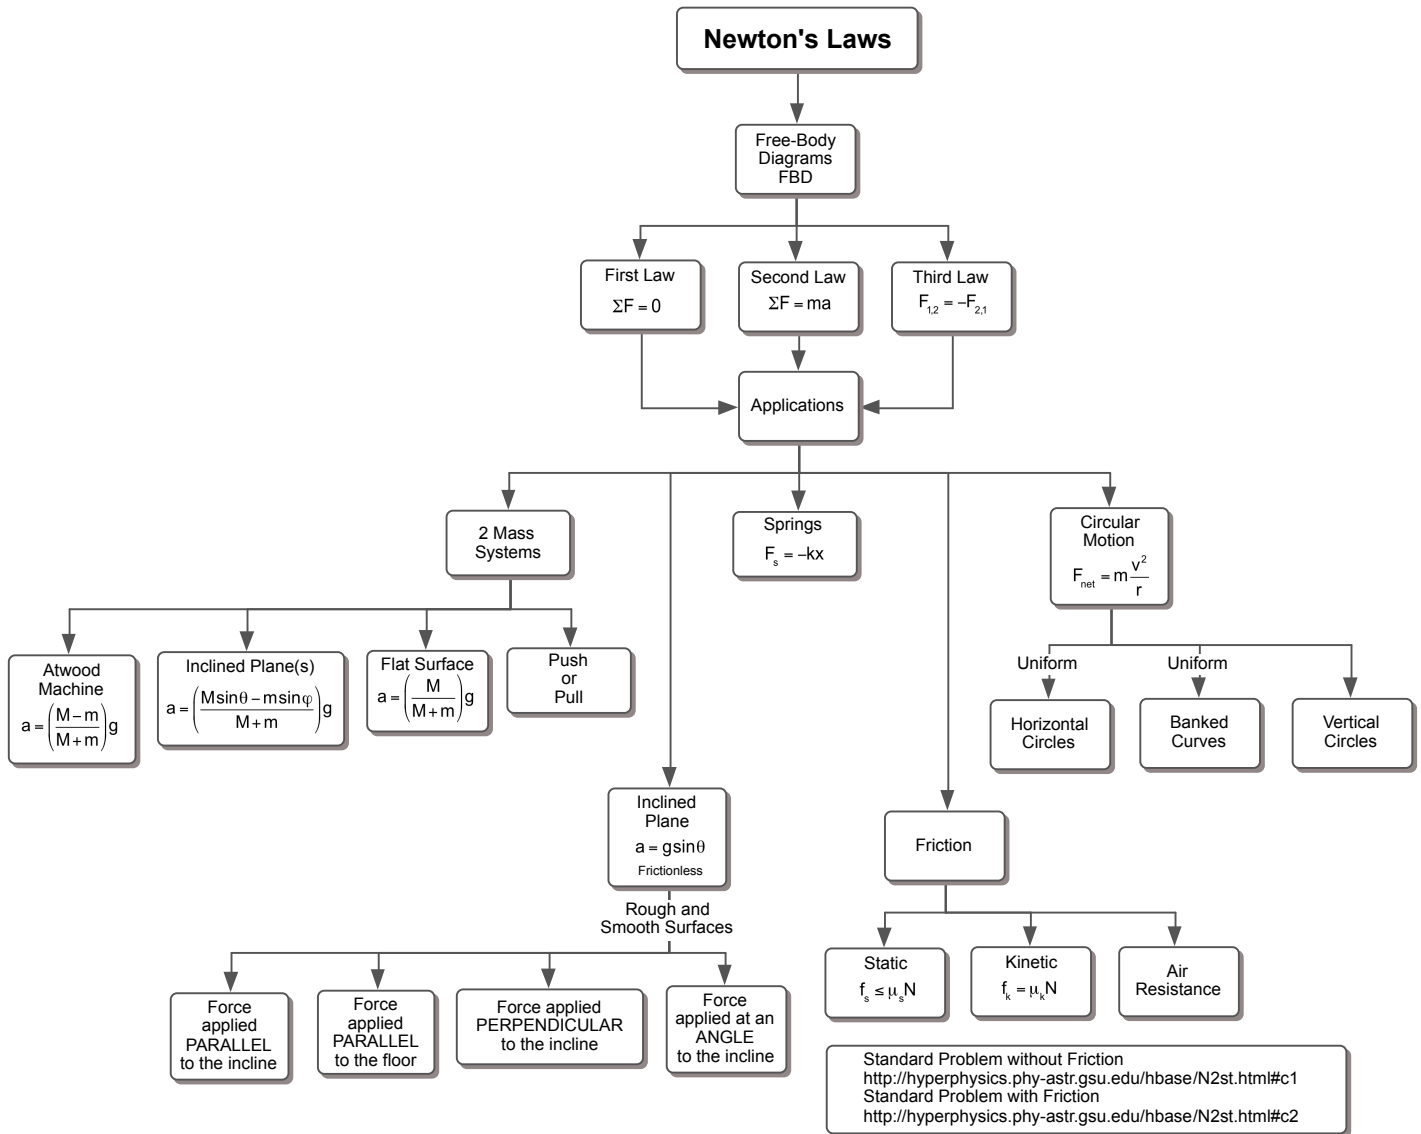 Newton's Laws
Free-Body
Diagrams
FBD
First Law
ΣF = 0
Second Law
ΣF = ma
Third Law
F₁,₂ = −F₂,₁
Applications
2 Mass
Systems
Springs
Fₛ = −kx
Circular
Motion
F_net = m v²/r
Atwood
Machine
a = ((M − m)/(M + m)) g
Inclined Plane(s)
a = ((M sinθ − m sinφ)/(M + m)) g
Flat Surface
a = (M/(M + m)) g
Push
or
Pull
Uniform
Horizontal
Circles
Uniform
Banked
Curves
Vertical
Circles
Inclined
Plane
a = g sinθ
Frictionless
Rough and
Smooth Surfaces
Force
applied
PARALLEL
to the incline
Force
applied
PARALLEL
to the floor
Force applied
PERPENDICULAR
to the incline
Force
applied at an
ANGLE
to the incline
Friction
Static
fₛ ≤ μₛN
Kinetic
fₖ = μₖN
Air
Resistance
Standard Problem without Friction
http://hyperphysics.phy-astr.gsu.edu/hbase/N2st.html#c1
Standard Problem with Friction
http://hyperphysics.phy-astr.gsu.edu/hbase/N2st.html#c2